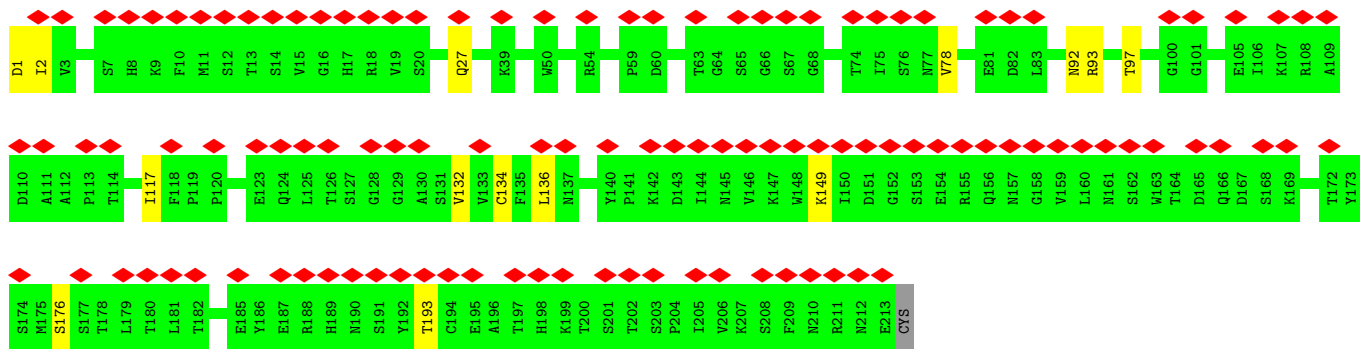 D1 I2 V3 S7 H8 K9 F10 M11 S12 T13 S14 V15 G16 H17 R18 V19 S20 Q27 K39 W50 R54 P59 D60 T63 G64 S65 G66 S67 G68 T74 I75 S76 N77 V78 E81 D82 L83 N92 R93 T97 G100 G101 E105 I106 K107 R108 A109
D110 A111 A112 P113 T114 I117 F118 P119 P120 E123 Q124 L125 T126 S127 G128 G129 A130 S131 V132 V133 C134 F135 L136 N137 Y140 P141 K142 D143 I144 N145 V146 K147 W148 K149 I150 D151 G152 S153 E154 R155 Q156 N157 G158 V159 L160 N161 S162 W163 T164 D165 Q166 D167 S168 K169 T172 Y173
S174 M175 S176 S177 T178 L179 T180 L181 T182 E185 Y186 E187 R188 H189 N190 S191 Y192 T193 C194 E195 A196 T197 H198 K199 T200 S201 T202 S203 P204 I205 V206 K207 S208 F209 N210 R211 N212 E213 CYS